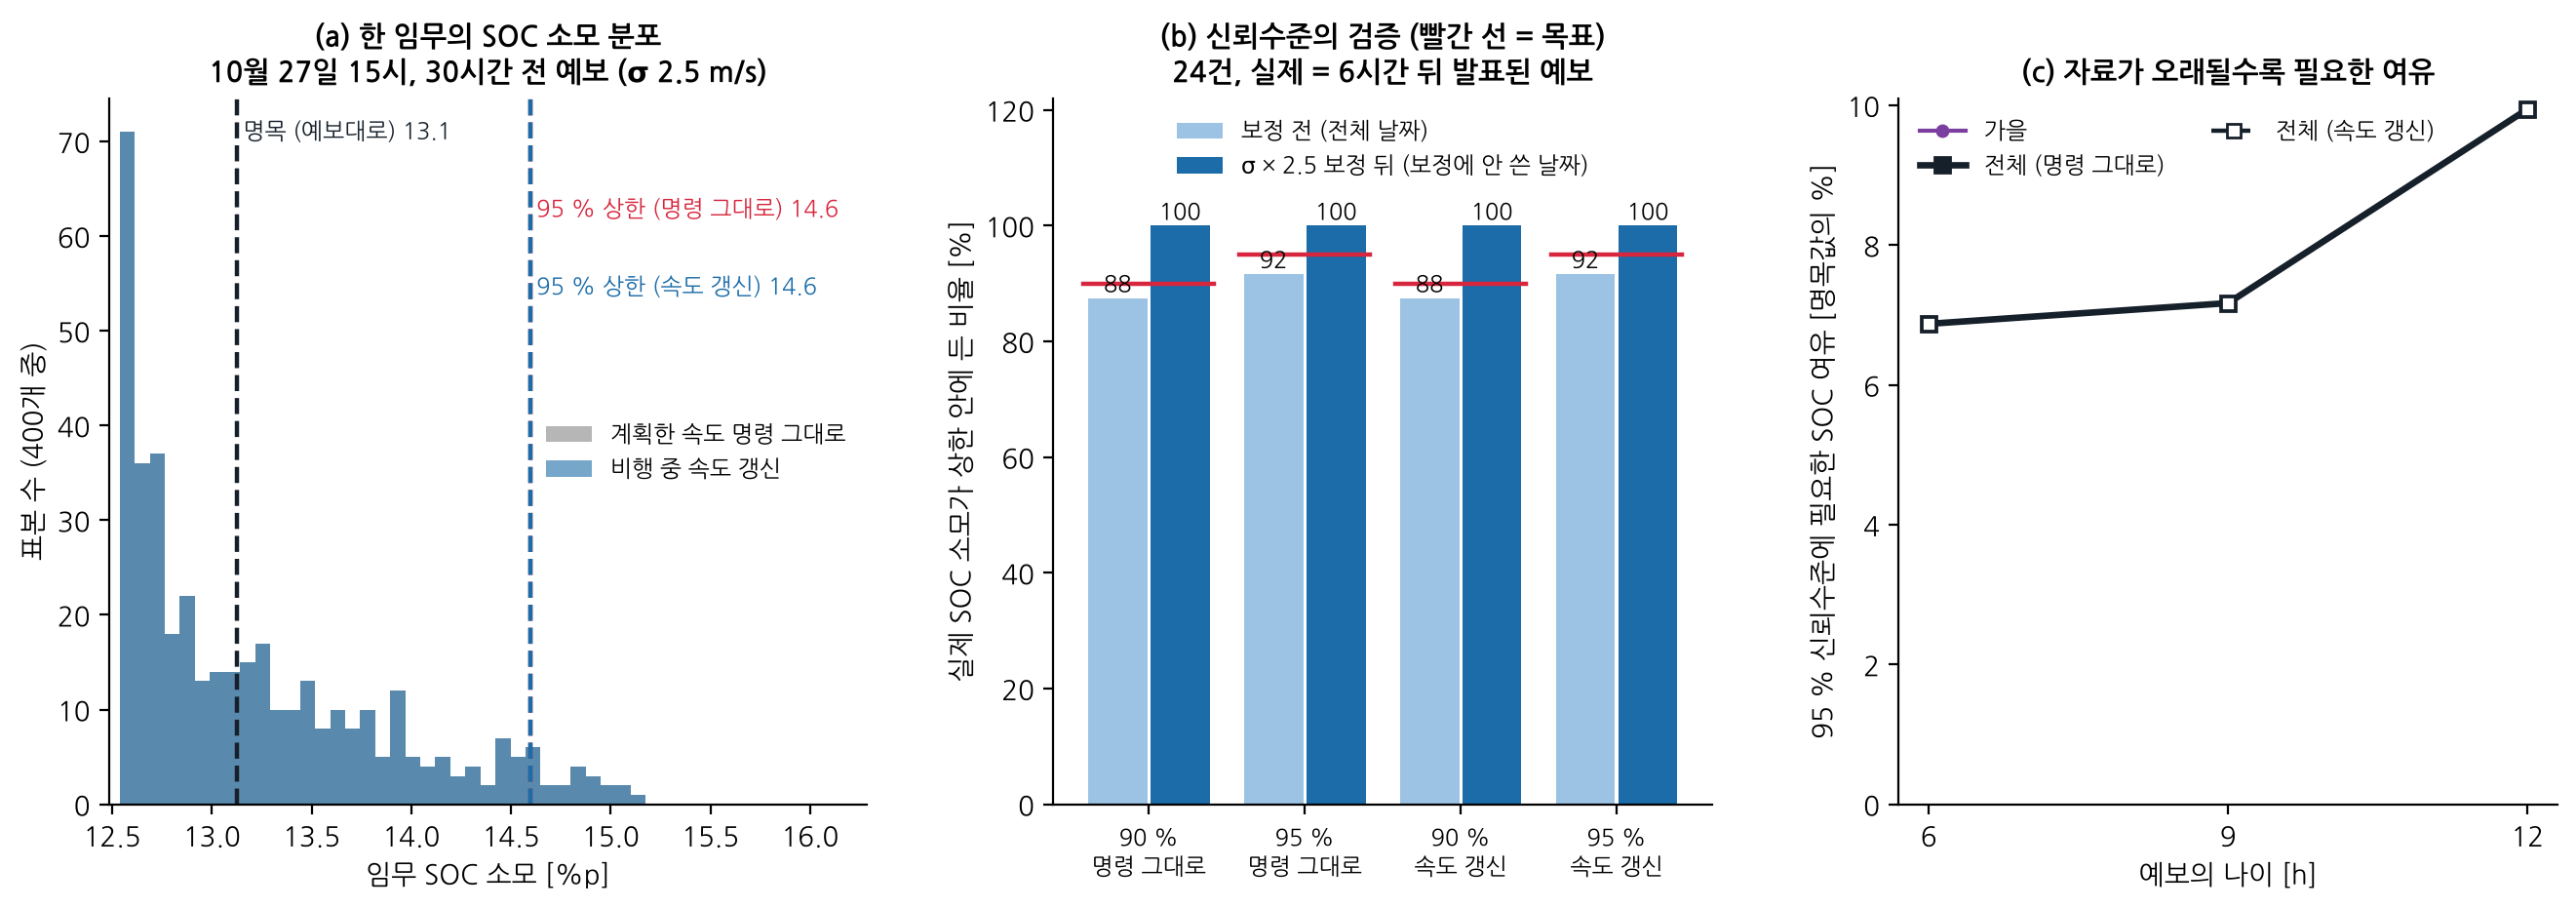 (a) 한 임무의 SOC 소모 분포
10월 27일 15시, 30시간 전 예보 (σ 2.5 m/s)
표본 수 (400개 중)
70
60
50
40
30
20
10
0
명목 (예보대로) 13.1
95 % 상한 (명령 그대로) 14.6
95 % 상한 (속도 갱신) 14.6
계획한 속도 명령 그대로
비행 중 속도 갱신
12.5 13.0 13.5 14.0 14.5 15.0 15.5 16.0
임무 SOC 소모 [%p]
(b) 신뢰수준의 검증 (빨간 선 = 목표)
24건, 실제 = 6시간 뒤 발표된 예보
실제 SOC 소모가 상한 안에 든 비율 [%]
120
100
80
60
40
20
0
보정 전 (전체 날짜)
σ × 2.5 보정 뒤 (보정에 안 쓴 날짜)
88 100 92 100 88 100 92 100
90 % 95 % 90 % 95 %
명령 그대로 명령 그대로 속도 갱신 속도 갱신
(c) 자료가 오래될수록 필요한 여유
95 % 신뢰수준에 필요한 SOC 여유 [명목값의 %]
10
8
6
4
2
0
가을
전체 (명령 그대로)
전체 (속도 갱신)
6 9 12
예보의 나이 [h]